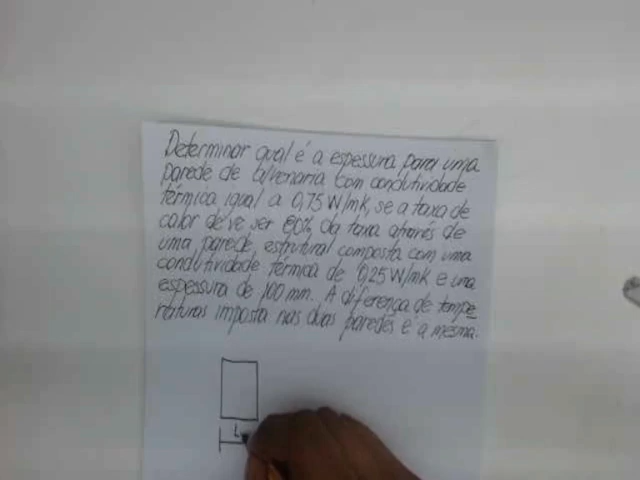 Determinar qual é a espessura para uma
parede de alvenaria com condutividade
térmica igual a 0,75 W/mK, se a taxa de
calor deve ser 80% da taxa através de
uma parede estrutural composta com uma
condutividade térmica de 0,25 W/mK e uma
espessura de 100 mm. A diferença de tempe
raturas imposta nas duas paredes é a mesma.
L